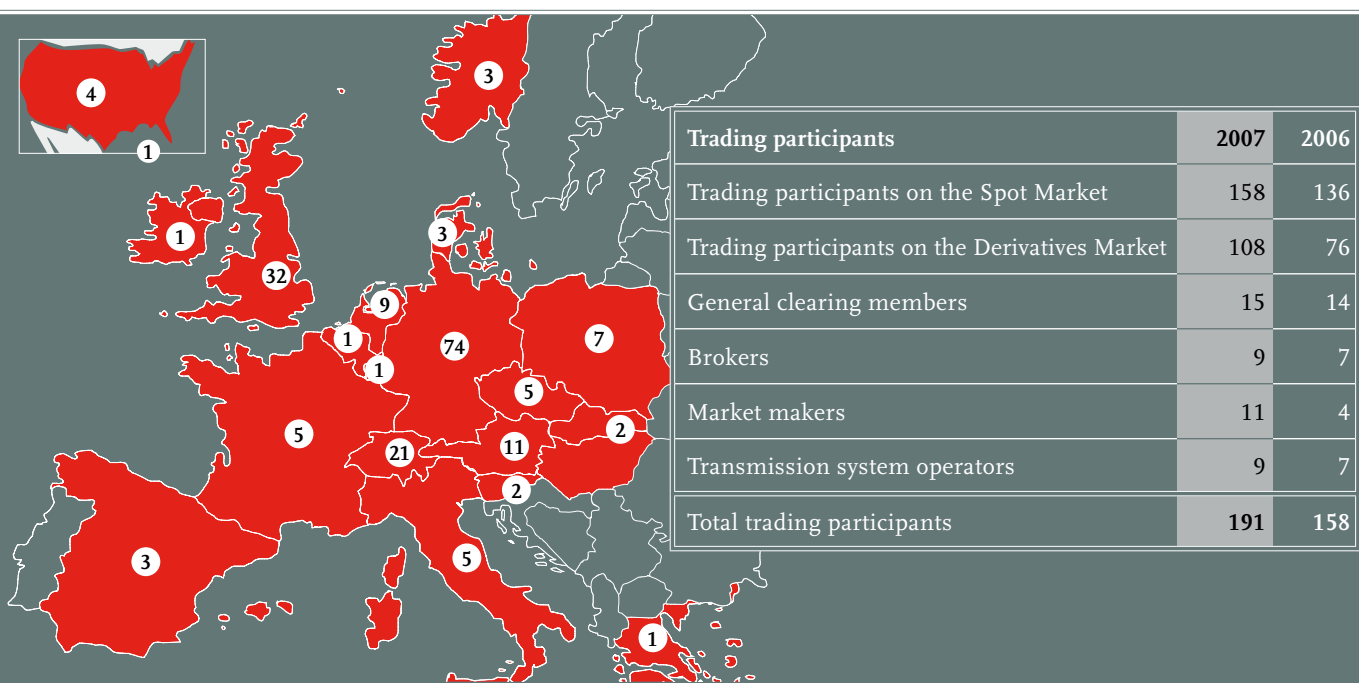 4
1
3
1
32
3
9
1
1
74
7
5
2
11
21
5
2
5
3
1
Trading participants 2007 2006
Trading participants on the Spot Market 158 136
Trading participants on the Derivatives Market 108 76
General clearing members 15 14
Brokers 9 7
Market makers 11 4
Transmission system operators 9 7
Total trading participants 191 158